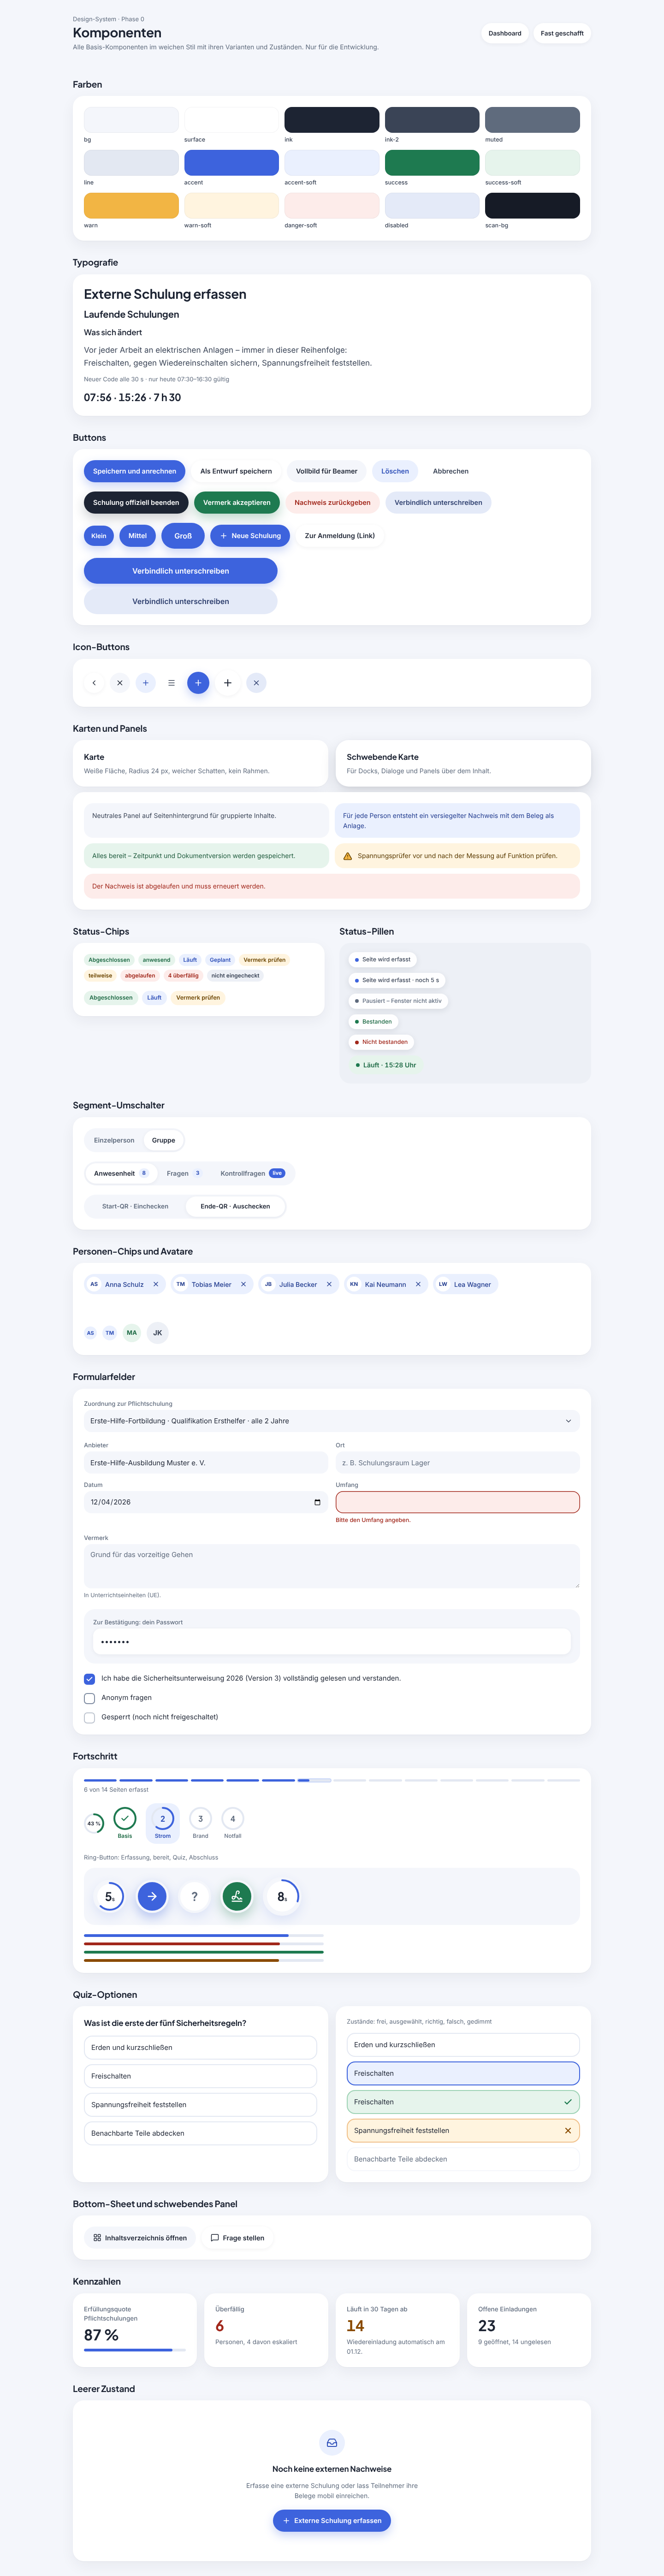 Design-System · Phase 0
Komponenten
Alle Basis-Komponenten im weichen Stil mit ihren Varianten und Zuständen. Nur für die Entwicklung.
Dashboard
Fast geschafft
Farben
bg
surface
ink
ink-2
muted
line
accent
accent-soft
success
success-soft
warn
warn-soft
danger-soft
disabled
scan-bg
Typografie
Externe Schulung erfassen
Laufende Schulungen
Was sich ändert
Vor jeder Arbeit an elektrischen Anlagen – immer in dieser Reihenfolge:
Freischalten, gegen Wiedereinschalten sichern, Spannungsfreiheit feststellen.
Neuer Code alle 30 s · nur heute 07:30–16:30 gültig
07:56 · 15:26 · 7 h 30
Buttons
Speichern und anrechnen
Als Entwurf speichern
Vollbild für Beamer
Löschen
Abbrechen
Schulung offiziell beenden
Vermerk akzeptieren
Nachweis zurückgeben
Verbindlich unterschreiben
Klein
Mittel
Groß
Neue Schulung
Zur Anmeldung (Link)
Verbindlich unterschreiben
Verbindlich unterschreiben
Icon-Buttons
Karten und Panels
Karte
Weiße Fläche, Radius 24 px, weicher Schatten, kein Rahmen.
Schwebende Karte
Für Docks, Dialoge und Panels über dem Inhalt.
Neutrales Panel auf Seitenhintergrund für gruppierte Inhalte.
Für jede Person entsteht ein versiegelter Nachweis mit dem Beleg als
Anlage.
Alles bereit – Zeitpunkt und Dokumentversion werden gespeichert.
Spannungsprüfer vor und nach der Messung auf Funktion prüfen.
Der Nachweis ist abgelaufen und muss erneuert werden.
Status-Chips
Abgeschlossen
anwesend
Läuft
Geplant
Vermerk prüfen
teilweise
abgelaufen
4 überfällig
nicht eingecheckt
Abgeschlossen
Läuft
Vermerk prüfen
Status-Pillen
Seite wird erfasst
Seite wird erfasst · noch 5 s
Pausiert – Fenster nicht aktiv
Bestanden
Nicht bestanden
Läuft · 15:28 Uhr
Segment-Umschalter
Einzelperson
Gruppe
Anwesenheit 8
Fragen 3
Kontrollfragen live
Start-QR · Einchecken
Ende-QR · Auschecken
Personen-Chips und Avatare
AS Anna Schulz
TM Tobias Meier
JB Julia Becker
KN Kai Neumann
LW Lea Wagner
AS
TM
MA
JK
Formularfelder
Zuordnung zur Pflichtschulung
Erste-Hilfe-Fortbildung · Qualifikation Ersthelfer · alle 2 Jahre
Anbieter
Erste-Hilfe-Ausbildung Muster e. V.
Ort
z. B. Schulungsraum Lager
Datum
12/04/2026
Umfang
Bitte den Umfang angeben.
Vermerk
Grund für das vorzeitige Gehen
In Unterrichtseinheiten (UE).
Zur Bestätigung: dein Passwort
•••••••
Ich habe die Sicherheitsunterweisung 2026 (Version 3) vollständig gelesen und verstanden.
Anonym fragen
Gesperrt (noch nicht freigeschaltet)
Fortschritt
6 von 14 Seiten erfasst
43 %
Basis
2
Strom
3
Brand
4
Notfall
Ring-Button: Erfassung, bereit, Quiz, Abschluss
5s
?
8s
Quiz-Optionen
Was ist die erste der fünf Sicherheitsregeln?
Erden und kurzschließen
Freischalten
Spannungsfreiheit feststellen
Benachbarte Teile abdecken
Zustände: frei, ausgewählt, richtig, falsch, gedimmt
Erden und kurzschließen
Freischalten
Freischalten
Spannungsfreiheit feststellen
Benachbarte Teile abdecken
Bottom-Sheet und schwebendes Panel
Inhaltsverzeichnis öffnen
Frage stellen
Kennzahlen
Erfüllungsquote
Pflichtschulungen
87 %
Überfällig
6
Personen, 4 davon eskaliert
Läuft in 30 Tagen ab
14
Wiedereinladung automatisch am
01.12.
Offene Einladungen
23
9 geöffnet, 14 ungelesen
Leerer Zustand
Noch keine externen Nachweise
Erfasse eine externe Schulung oder lass Teilnehmer ihre
Belege mobil einreichen.
Externe Schulung erfassen